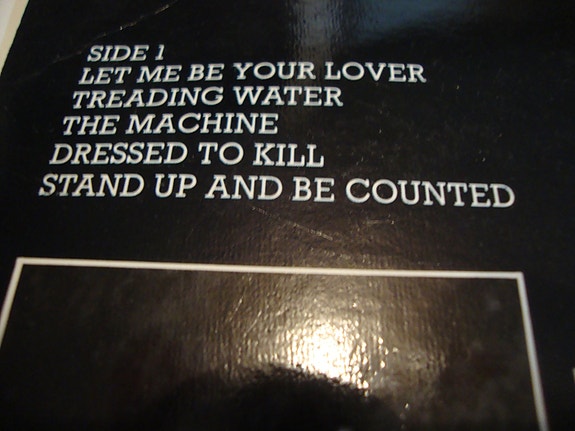 SIDE 1
LET ME BE YOUR LOVER
TREADING WATER
THE MACHINE
DRESSED TO KILL
STAND UP AND BE COUNTED